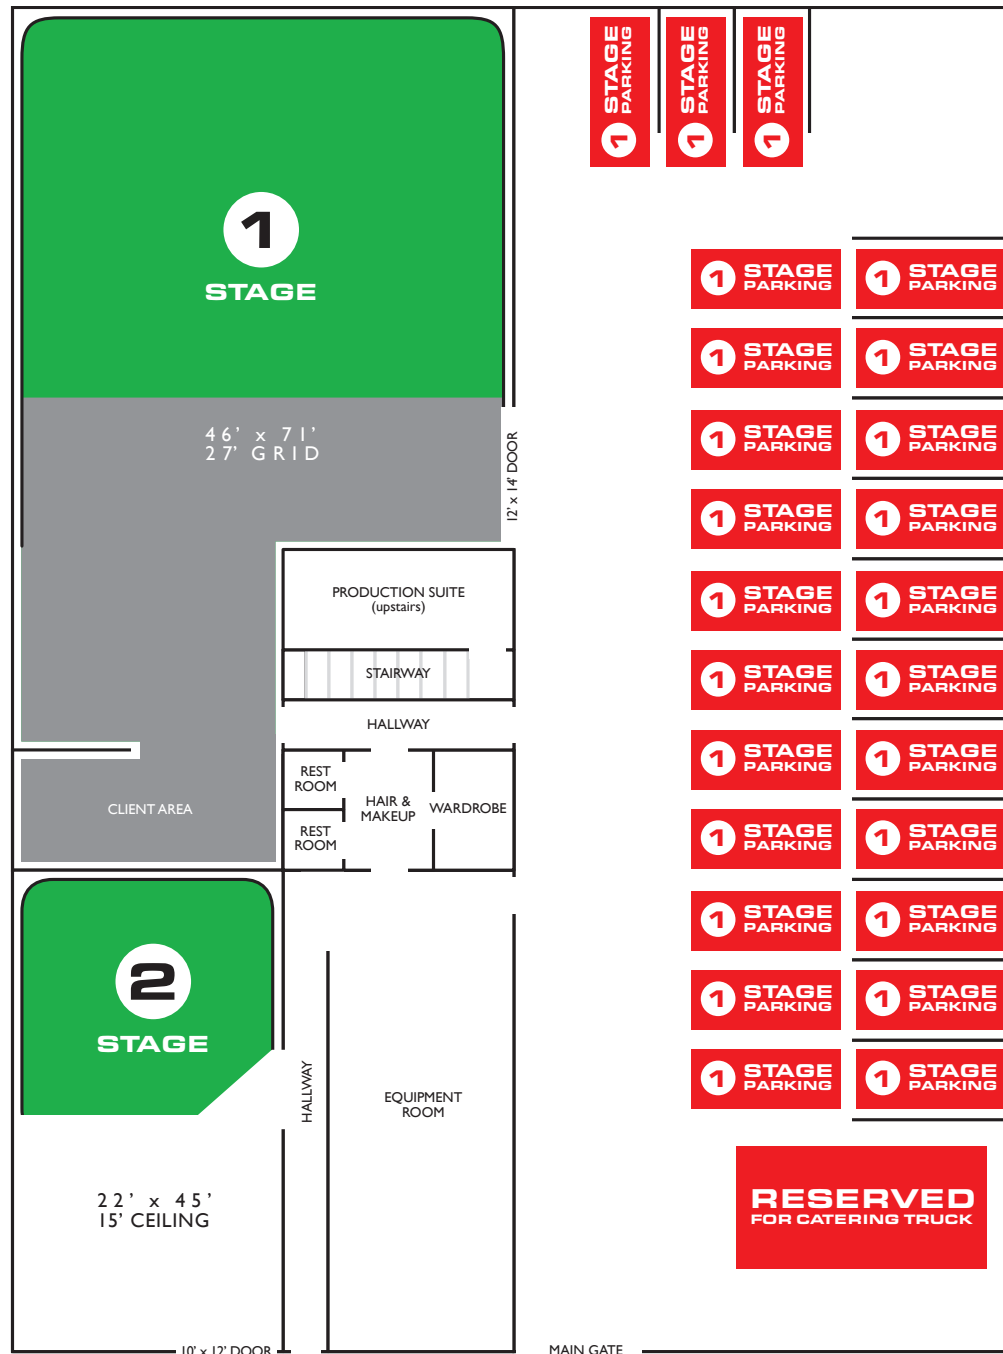 1
STAGE
46' x 71'
27' GRID
12' x 14' DOOR
PRODUCTION SUITE
(upstairs)
STAIRWAY
HALLWAY
REST
ROOM
REST
ROOM
HAIR &
MAKEUP
WARDROBE
CLIENT AREA
2
STAGE
22' x 45'
15' CEILING
HALLWAY
EQUIPMENT
ROOM
10' x 12' DOOR
MAIN GATE
1 STAGE
PARKING
1 STAGE
PARKING
1 STAGE
PARKING
1 STAGE
PARKING
1 STAGE
PARKING
1 STAGE
PARKING
1 STAGE
PARKING
1 STAGE
PARKING
1 STAGE
PARKING
1 STAGE
PARKING
1 STAGE
PARKING
1 STAGE
PARKING
1 STAGE
PARKING
1 STAGE
PARKING
1 STAGE
PARKING
1 STAGE
PARKING
1 STAGE
PARKING
1 STAGE
PARKING
1 STAGE
PARKING
1 STAGE
PARKING
1 STAGE
PARKING
1 STAGE
PARKING
1 STAGE
PARKING
1 STAGE
PARKING
1 STAGE
PARKING
RESERVED
FOR CATERING TRUCK